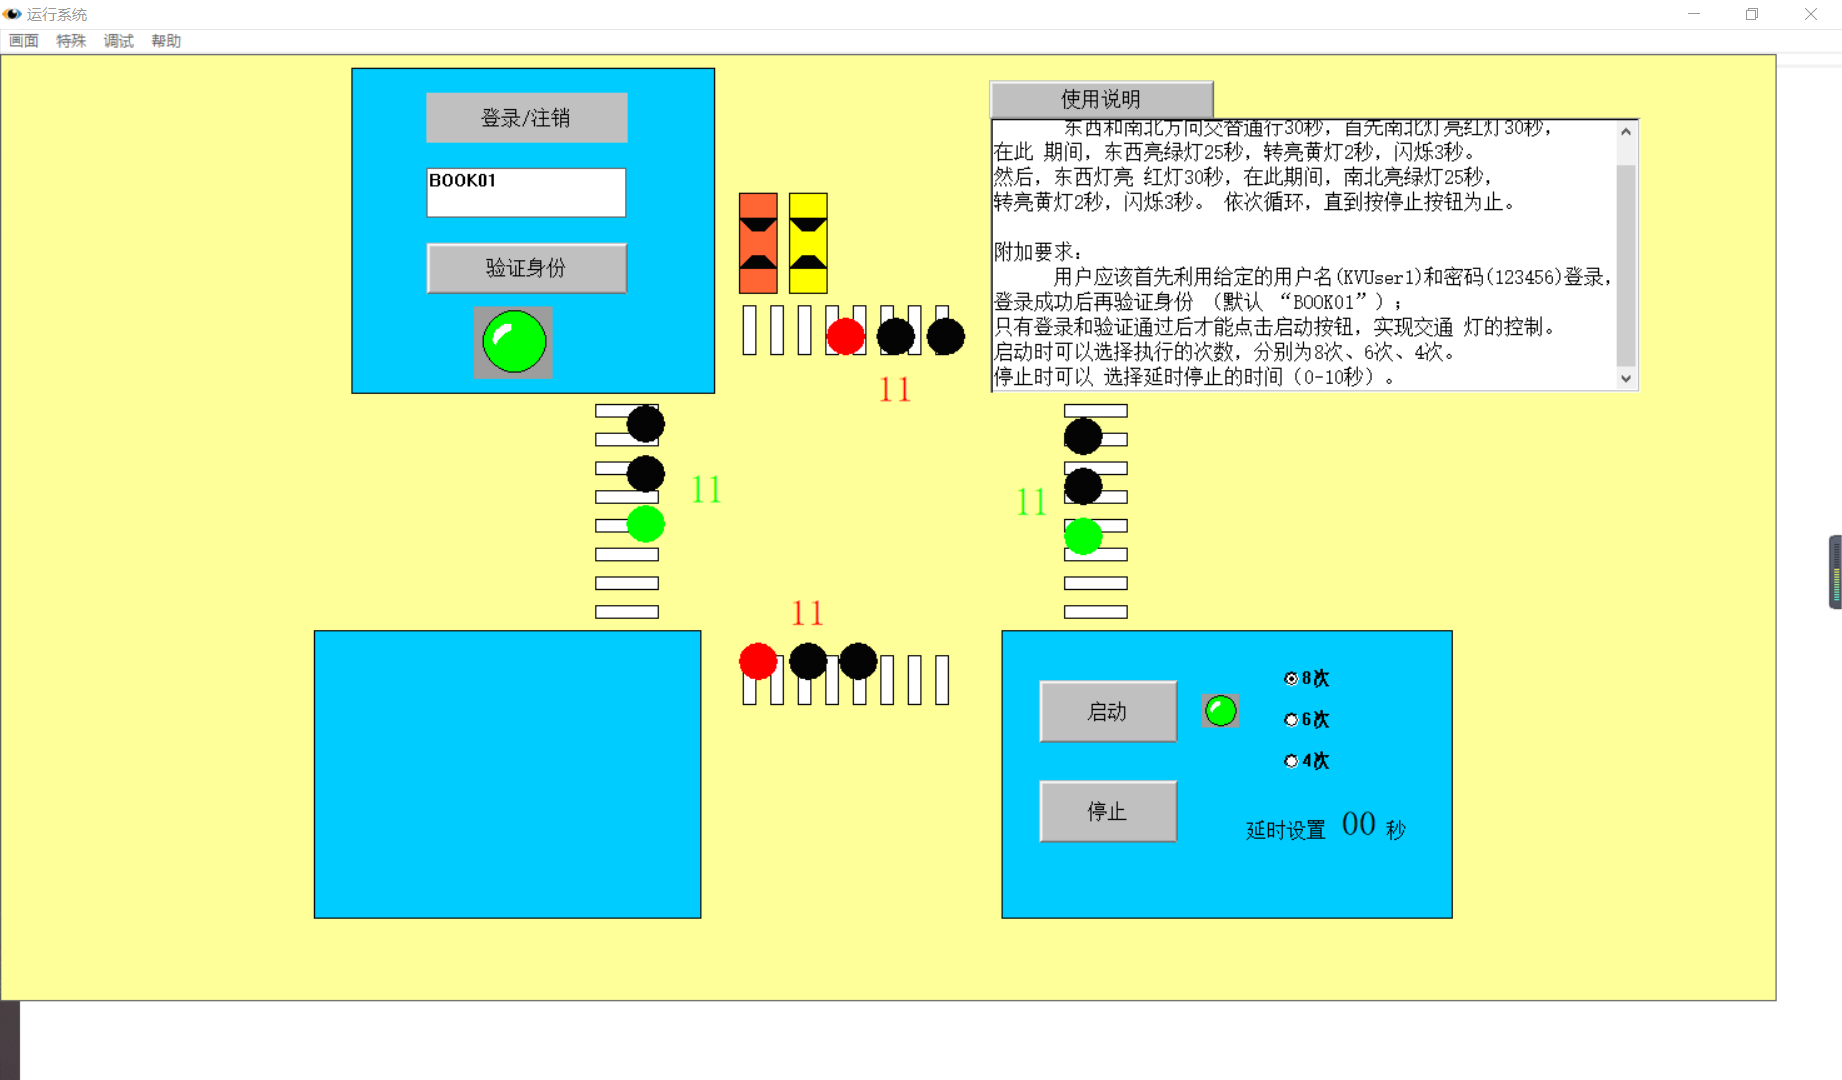 运行系统
画面 特殊 调试 帮助
登录/注销
BOOK01
验证身份
使用说明
东西和南北方向交替通行30秒，首先南北灯亮红灯30秒，
在此 期间，东西亮绿灯25秒，转亮黄灯2秒，闪烁3秒。
然后，东西灯亮 红灯30秒，在此期间，南北亮绿灯25秒，
转亮黄灯2秒，闪烁3秒。 依次循环，直到按停止按钮为止。
附加要求：
用户应该首先利用给定的用户名(KVUser1)和密码(123456)登录，
登录成功后再验证身份 （默认 “BOOK01”）；
只有登录和验证通过后才能点击启动按钮，实现交通 灯的控制。
启动时可以选择执行的次数，分别为8次、6次、4次。
停止时可以 选择延时停止的时间（0-10秒）。
11
11
11
11
启动
停止
8次
6次
4次
延时设置 00 秒